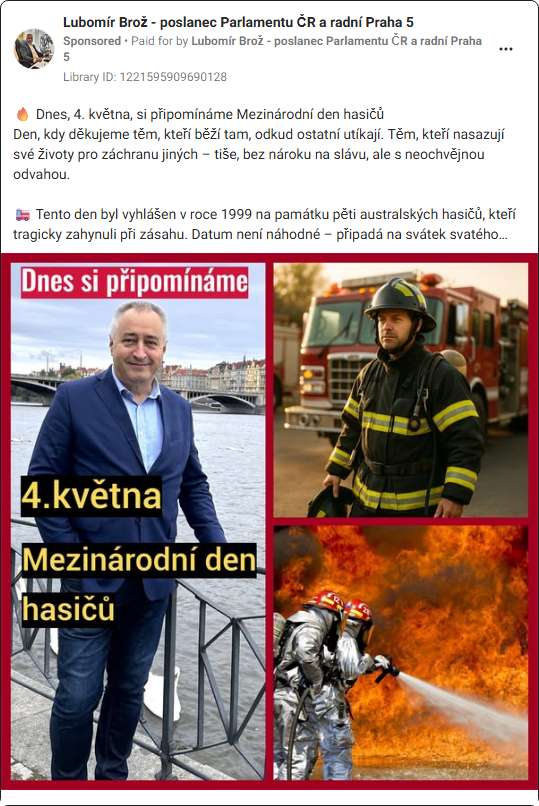 Lubomír Brož - poslanec Parlamentu ČR a radní Praha 5
Sponsored • Paid for by Lubomír Brož - poslanec Parlamentu ČR a radní Praha
5
Library ID: 1221595909690128
🔥 Dnes, 4. května, si připomínáme Mezinárodní den hasičů
Den, kdy děkujeme těm, kteří běží tam, odkud ostatní utíkají. Těm, kteří nasazují
své životy pro záchranu jiných – tiše, bez nároku na slávu, ale s neochvějnou
odvahou.
🚒 Tento den byl vyhlášen v roce 1999 na památku pěti australských hasičů, kteří
tragicky zahynuli při zásahu. Datum není náhodné – připadá na svátek svatého…
Dnes si připomínáme
4.května
Mezinárodní den
hasičů